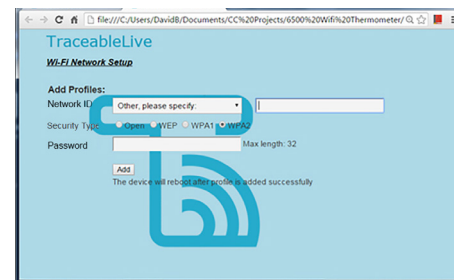 file:///C:/Users/DavidB/Documents/CC%20Projects/6500%20Wifi%20Thermometer/
TraceableLive
Wi-Fi Network Setup
Add Profiles:
Network ID Other, please specify:
Security Type Open WEP WPA1 WPA2
Password Max length: 32
Add
The device will reboot after profile is added successfully